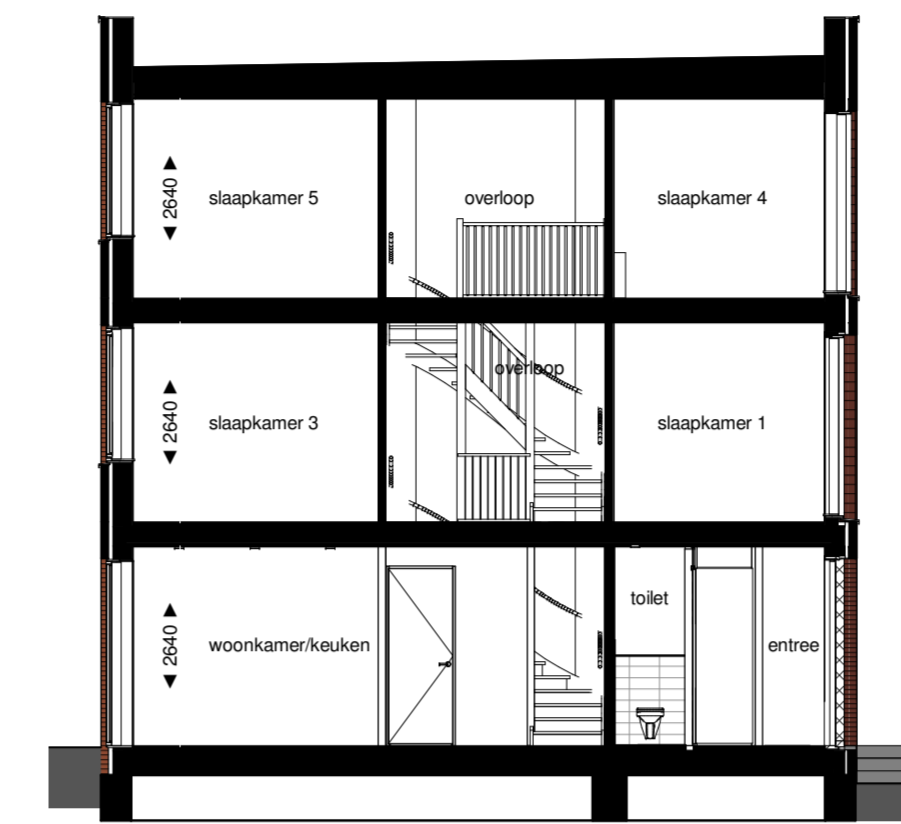 ◄ 2640 ►
slaapkamer 5
overloop
slaapkamer 4
◄ 2640 ►
slaapkamer 3
overloop
slaapkamer 1
◄ 2640 ►
woonkamer/keuken
toilet
entree